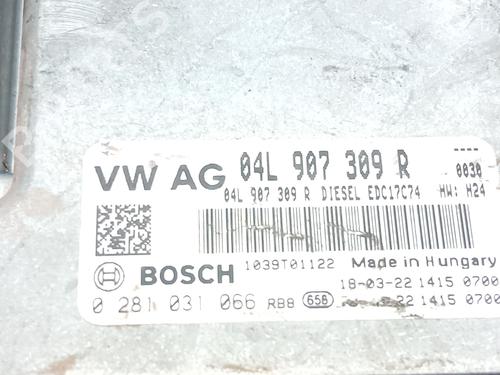 VW AG 04L 907 309 R 0030
04L 907 309 R DIESEL EDC17C74 HW: H24
BOSCH 1039T01122 Made in Hungary
0 281 031 066 RB8 658 18-03-22 1415 0700
22 1415 0700